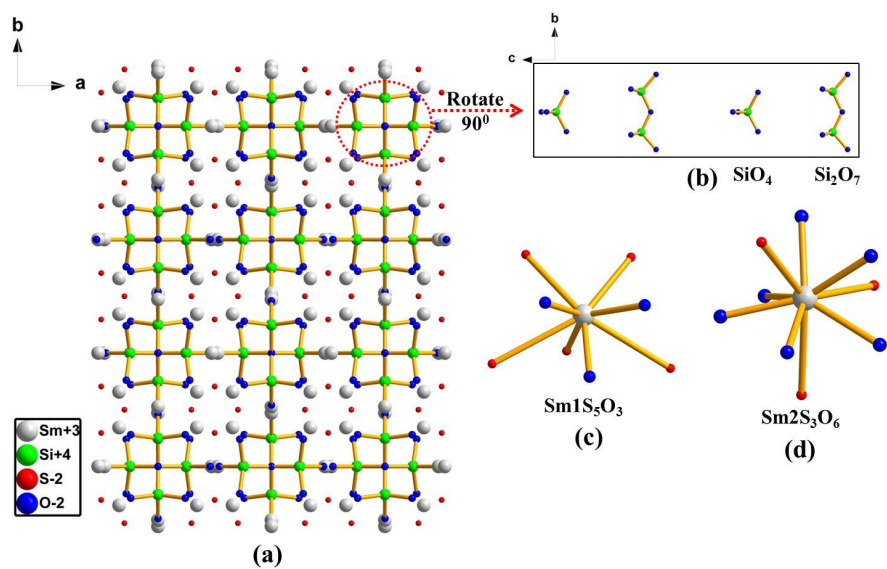 b
a
b
c
Rotate
90⁰
(b) SiO₄ Si₂O₇
Sm+3
Si+4
S-2
O-2
Sm1S₅O₃
(c)
Sm2S₃O₆
(d)
(a)